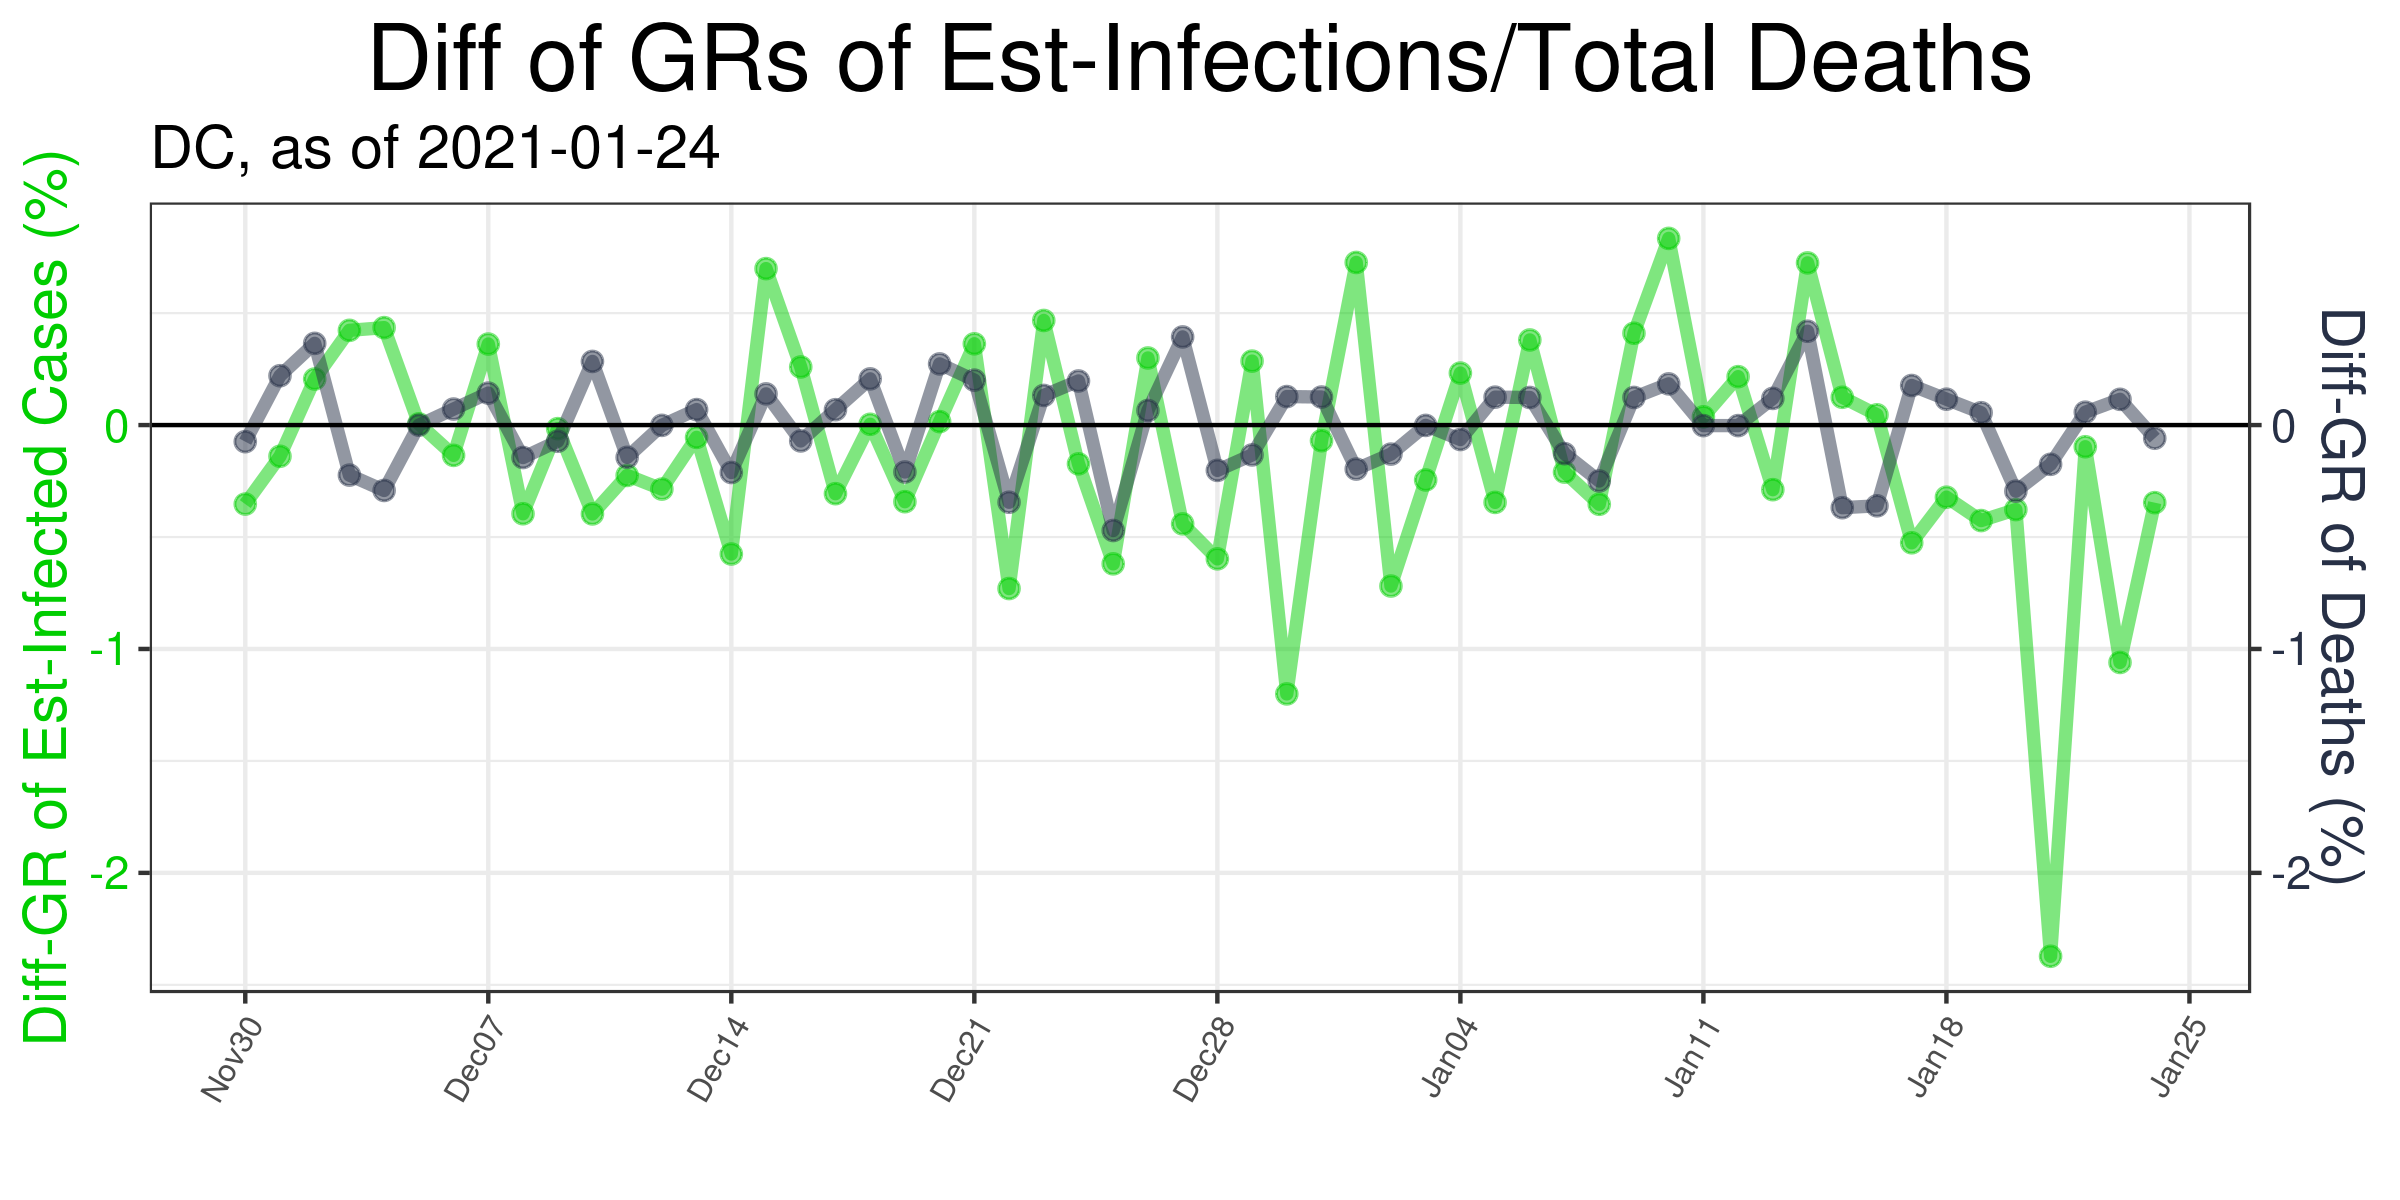 Diff of GRs of Est-Infections/Total Deaths
DC, as of 2021-01-24
Diff-GR of Est-Infected Cases (%)
0
-1
-2
0
-1
-2
Diff-GR of Deaths (%)
Nov30
Dec07
Dec14
Dec21
Dec28
Jan04
Jan11
Jan18
Jan25